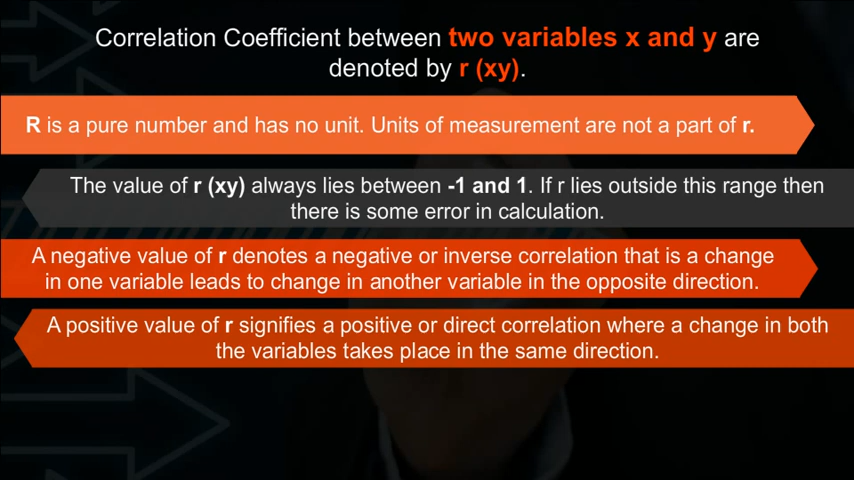 Correlation Coefficient between two variables x and y are
denoted by r (xy).
R is a pure number and has no unit. Units of measurement are not a part of r.
The value of r (xy) always lies between -1 and 1. If r lies outside this range then
there is some error in calculation.
A negative value of r denotes a negative or inverse correlation that is a change
in one variable leads to change in another variable in the opposite direction.
A positive value of r signifies a positive or direct correlation where a change in both
the variables takes place in the same direction.